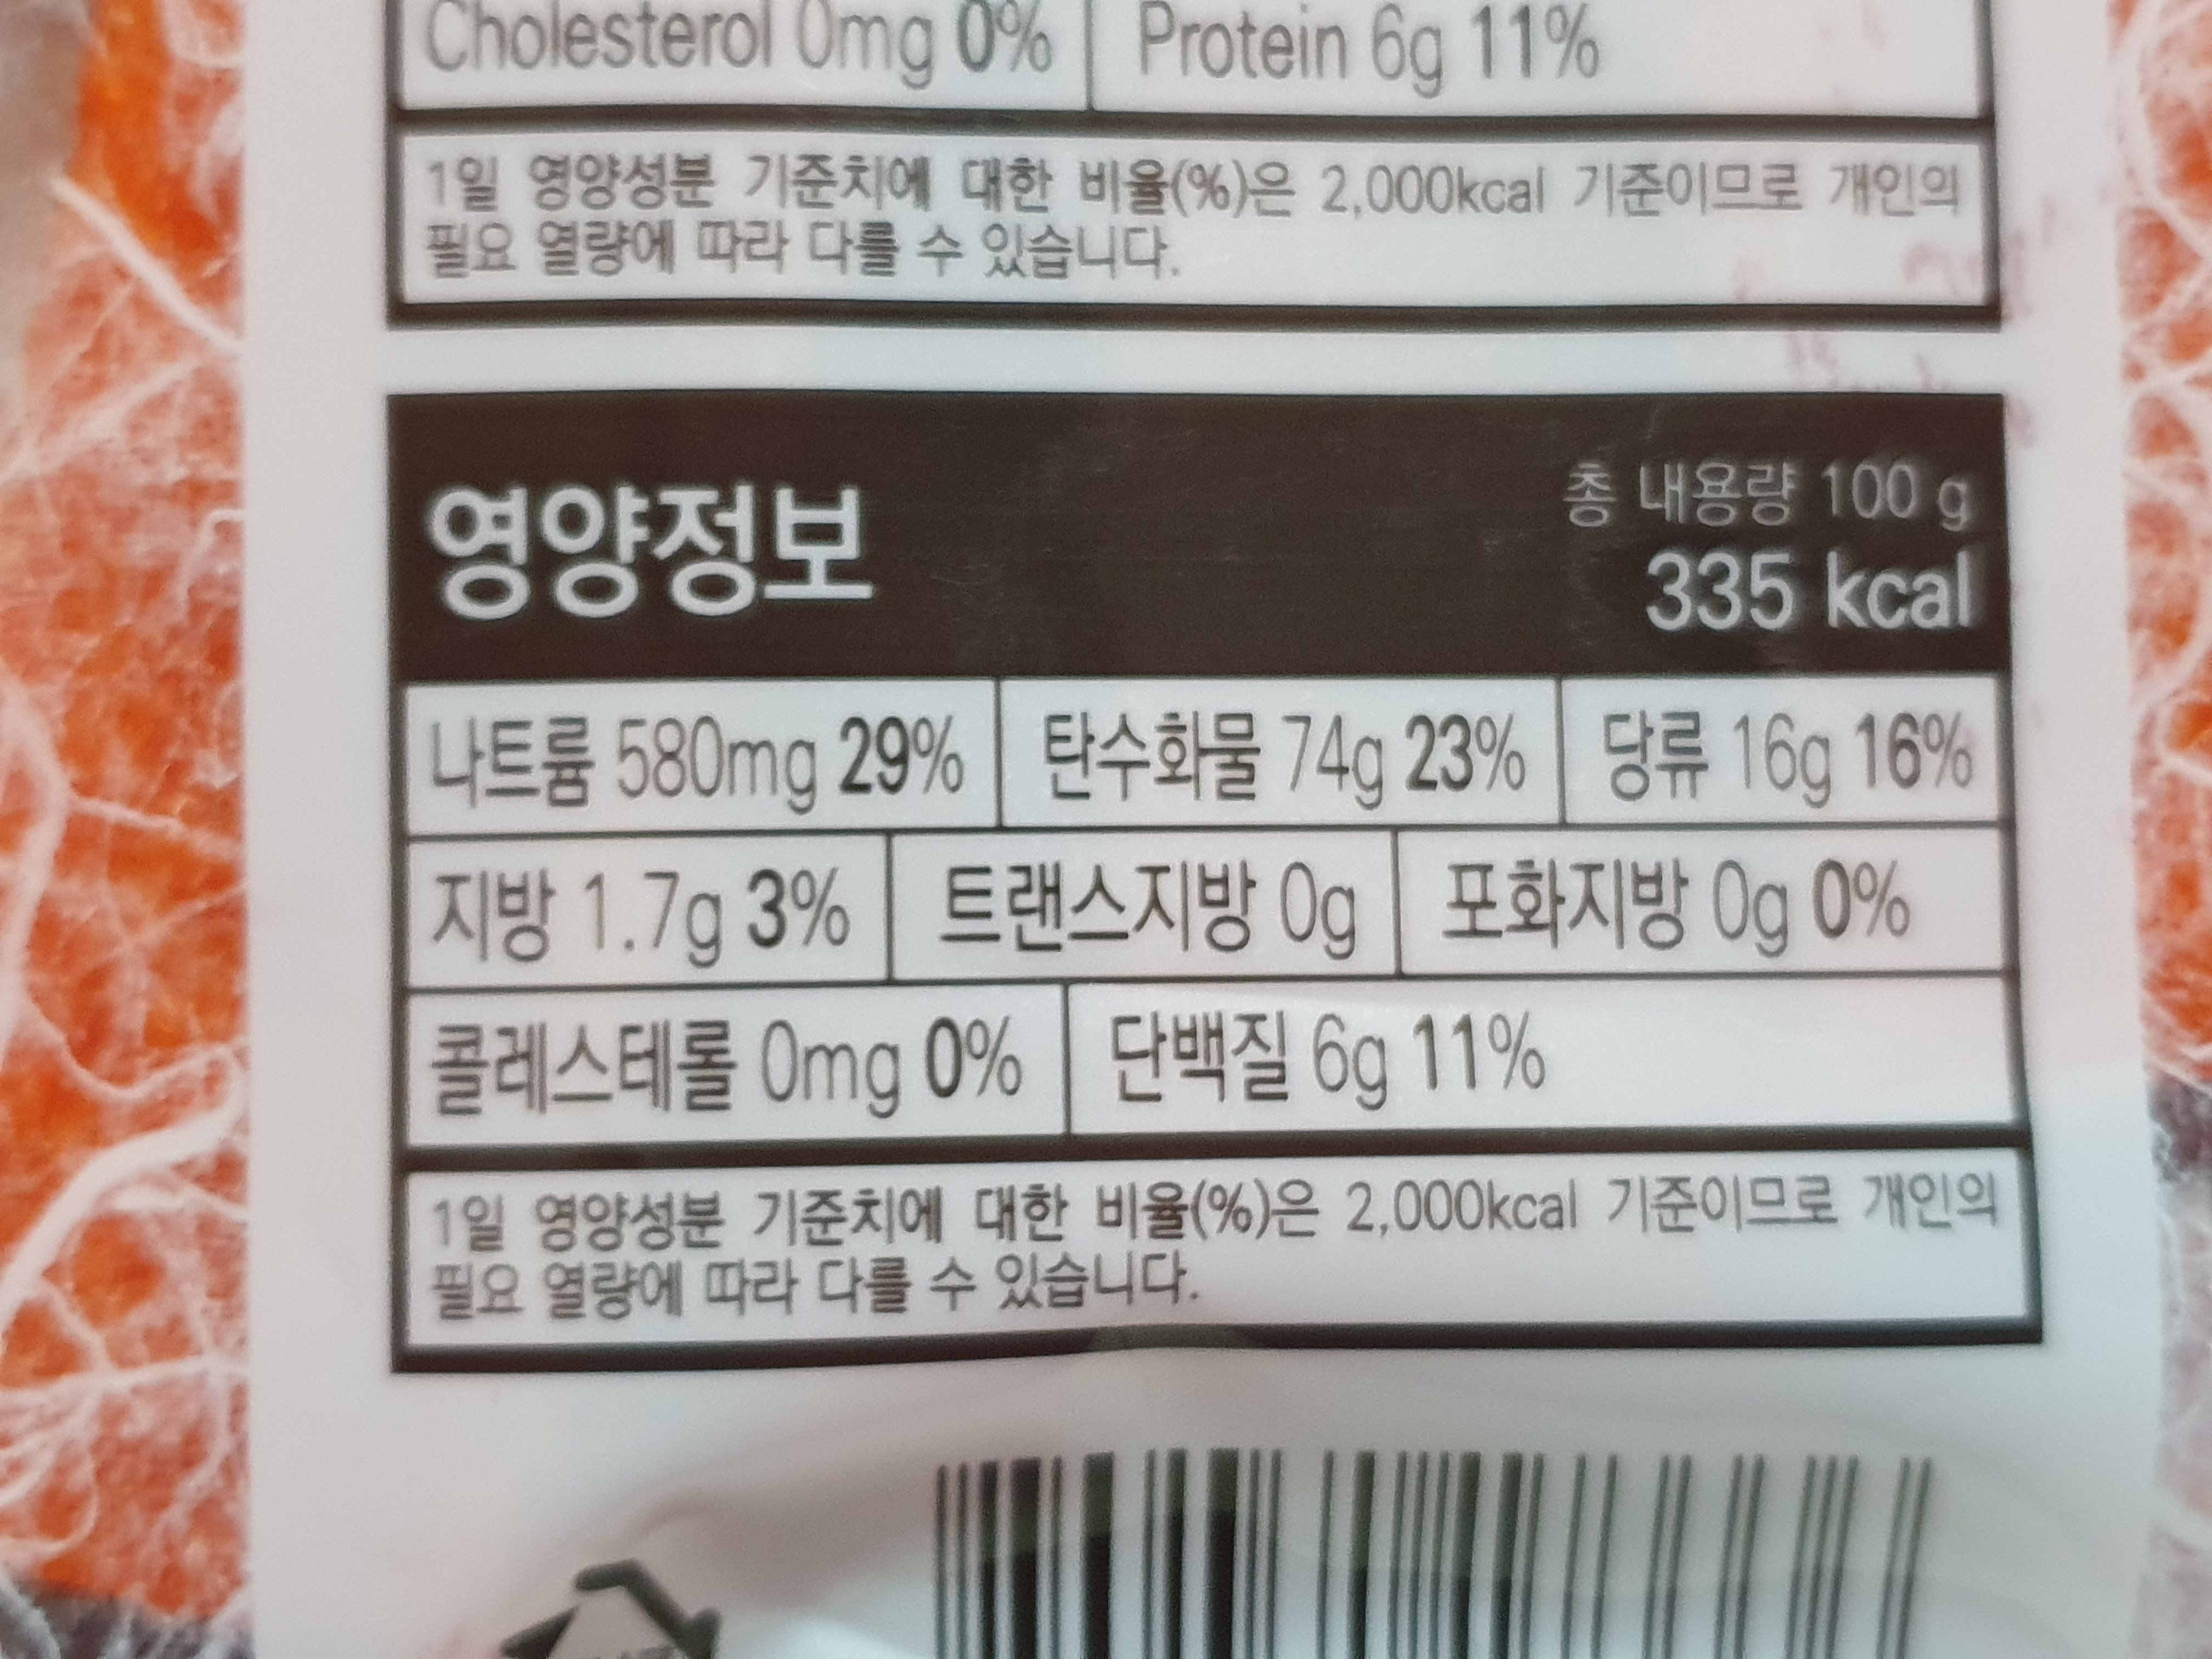 Cholesterol 0mg 0% Protein 6g 11%
1일 영양성분 기준치에 대한 비율(%)은 2,000kcal 기준이므로 개인의
필요 열량에 따라 다를 수 있습니다.
영양정보
총 내용량 100 g
335 kcal
나트륨 580mg 29% 탄수화물 74g 23% 당류 16g 16%
지방 1.7g 3% 트랜스지방 0g 포화지방 0g 0%
콜레스테롤 0mg 0% 단백질 6g 11%
1일 영양성분 기준치에 대한 비율(%)은 2,000kcal 기준이므로 개인의
필요 열량에 따라 다를 수 있습니다.